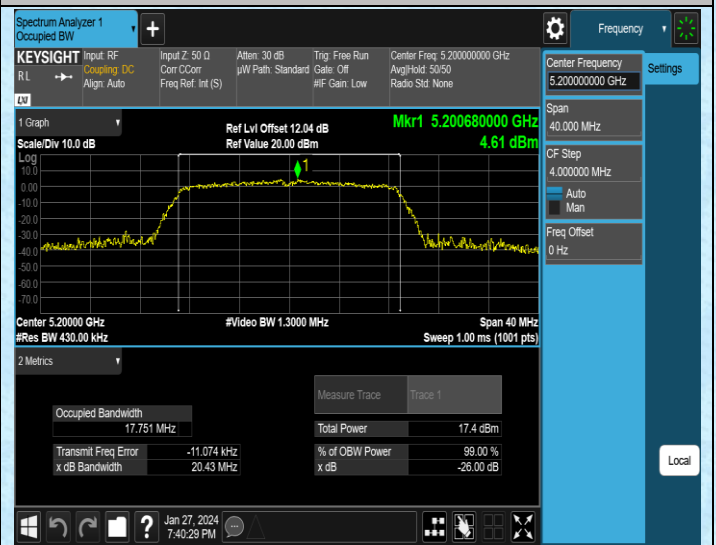 Spectrum Analyzer 1
Occupied BW
+
Frequency
KEYSIGHT Input: RF Input Z: 50 Ω Atten: 30 dB Trig: Free Run Center Freq: 5.200000000 GHz
RL Coupling: DC Corr CCorr µW Path: Standard Gate: Off Avg|Hold: 50/50
Align: Auto Freq Ref: Int (S) #IF Gain: Low Radio Std: None
LXI
1 Graph
Ref Lvl Offset 12.04 dB Mkr1 5.200680000 GHz
Scale/Div 10.0 dB Ref Value 20.00 dBm 4.61 dBm
Log
1
10.0
0.00
-10.0
-20.0
-30.0
-40.0
-50.0
-60.0
-70.0
Center 5.20000 GHz #Video BW 1.3000 MHz Span 40 MHz
#Res BW 430.00 kHz Sweep 1.00 ms (1001 pts)
2 Metrics
Measure Trace Trace 1
Occupied Bandwidth
17.751 MHz Total Power 17.4 dBm
Transmit Freq Error -11.074 kHz % of OBW Power 99.00 %
x dB Bandwidth 20.43 MHz x dB -26.00 dB
?
Jan 27, 2024
7:40:29 PM
Center Frequency
5.200000000 GHz
Settings
Span
40.000 MHz
CF Step
4.000000 MHz
Auto
Man
Freq Offset
0 Hz
Local